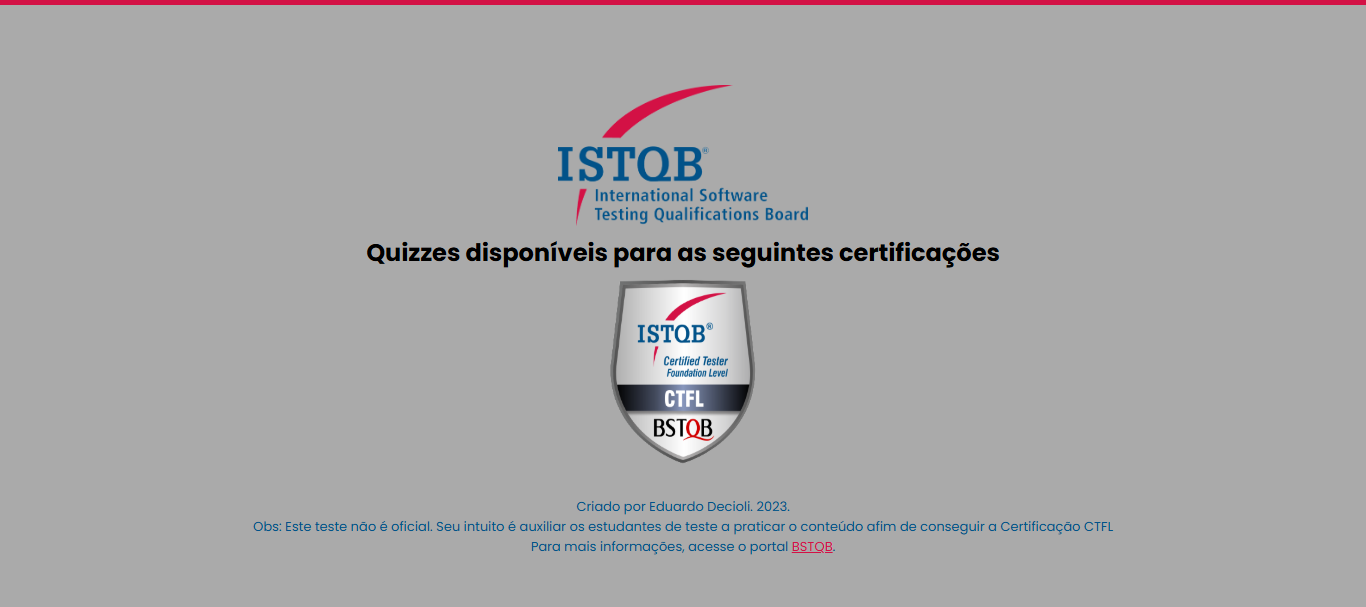 ISTQB®
International Software
Testing Qualifications Board
Quizzes disponíveis para as seguintes certificações
ISTQB®
Certified Tester
Foundation Level
CTFL
BSTQB
Criado por Eduardo Decioli. 2023.
Obs: Este teste não é oficial. Seu intuito é auxiliar os estudantes de teste a praticar o conteúdo afim de conseguir a Certificação CTFL
Para mais informações, acesse o portal BSTQB.